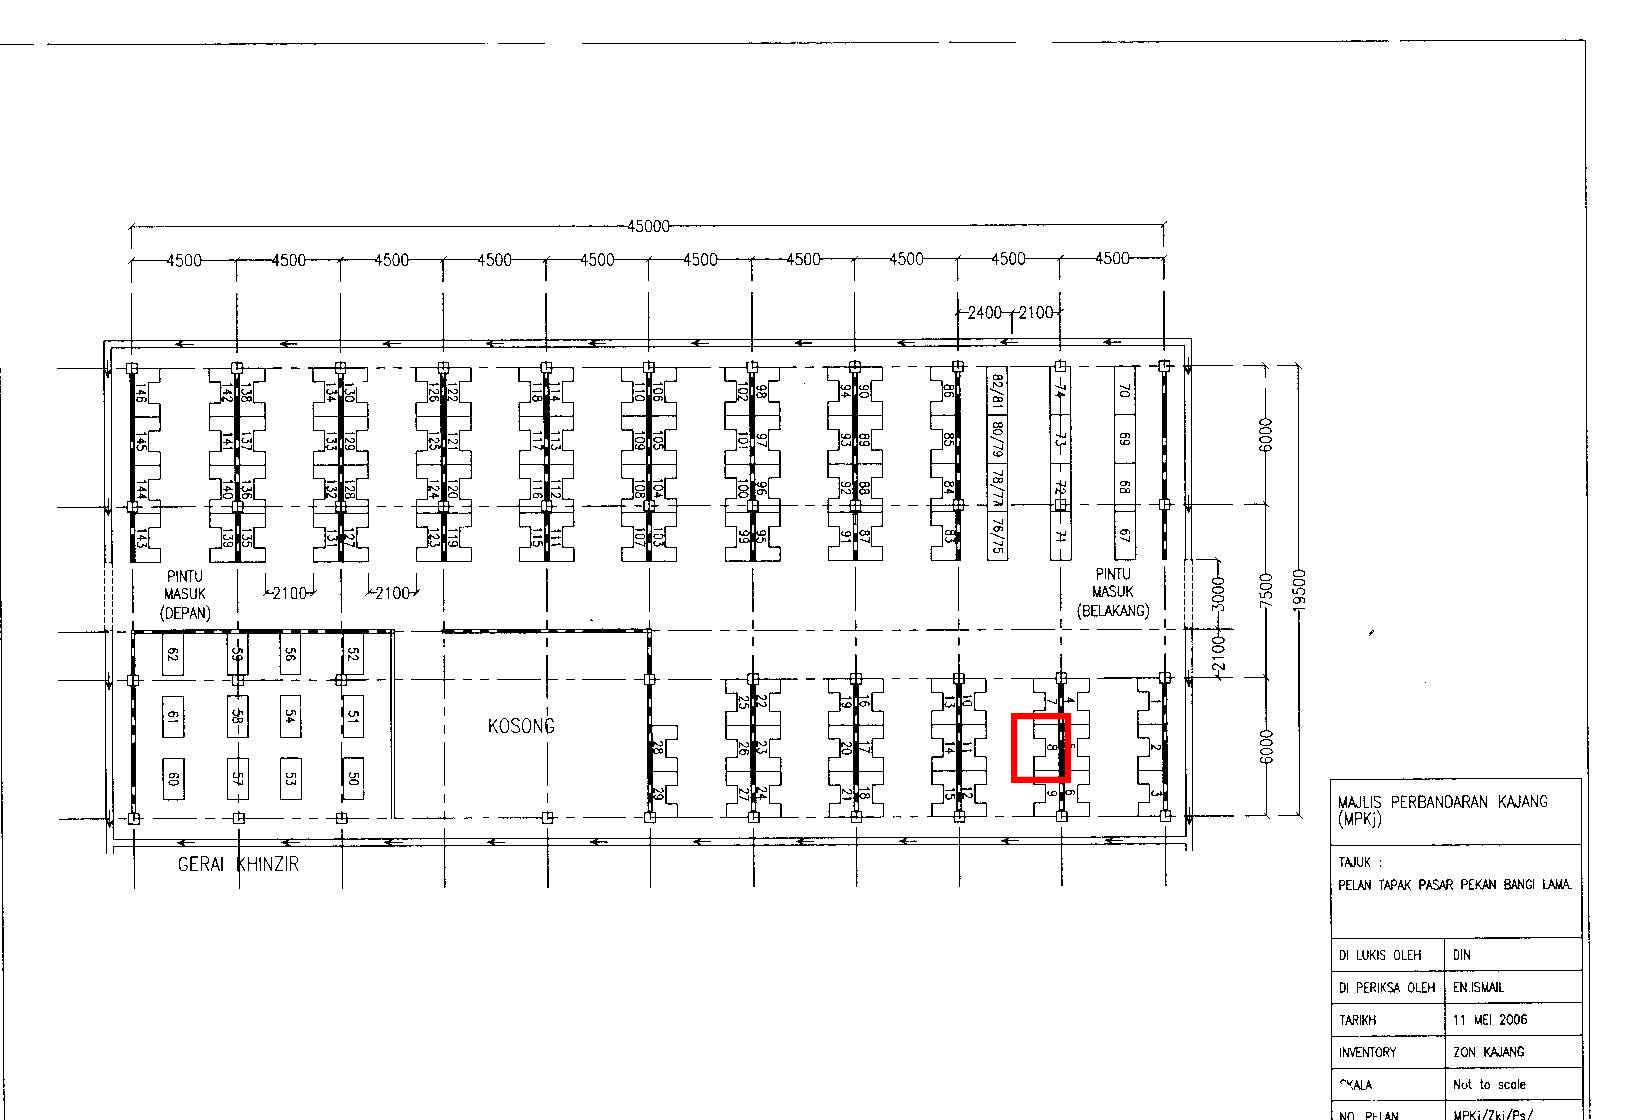 45000
4500 4500 4500 4500 4500 4500 4500 4500 4500 4500
2400 2100
146 142 138 134 130 126 122 118 114 110 106 102 98 94 90 86 82/81 74 70
145 141 137 133 129 125 121 117 113 109 105 101 97 93 89 85 80/79 73 69
144 140 136 132 128 124 120 116 112 108 104 100 96 92 88 84 78/77 72 68
143 139 135 131 127 123 119 115 111 107 103 99 95 91 87 83 76/75 71 67
6000
7500
19500
3000
2100
6000
PINTU
MASUK
(DEPAN)
2100 2100
PINTU
MASUK
(BELAKANG)
62 59 56 52
61 58 54 51
60 57 53 50
KOSONG
25 22 19 16 13 10 7 4 1
28 26 23 20 17 14 11 8 5 2
29 27 24 21 18 15 12 9 6 3
GERAI KHINZIR
MAJLIS PERBANDARAN KAJANG
(MPKj)
TAJUK :
PELAN TAPAK PASAR PEKAN BANGI LAMA.
DI LUKIS OLEH DIN
DI PERIKSA OLEH EN.ISMAIL
TARIKH 11 MEI 2006
INVENTORY ZON KAJANG
SKALA Not to scale
NO. PELAN MPKj/Zkj/Ps/